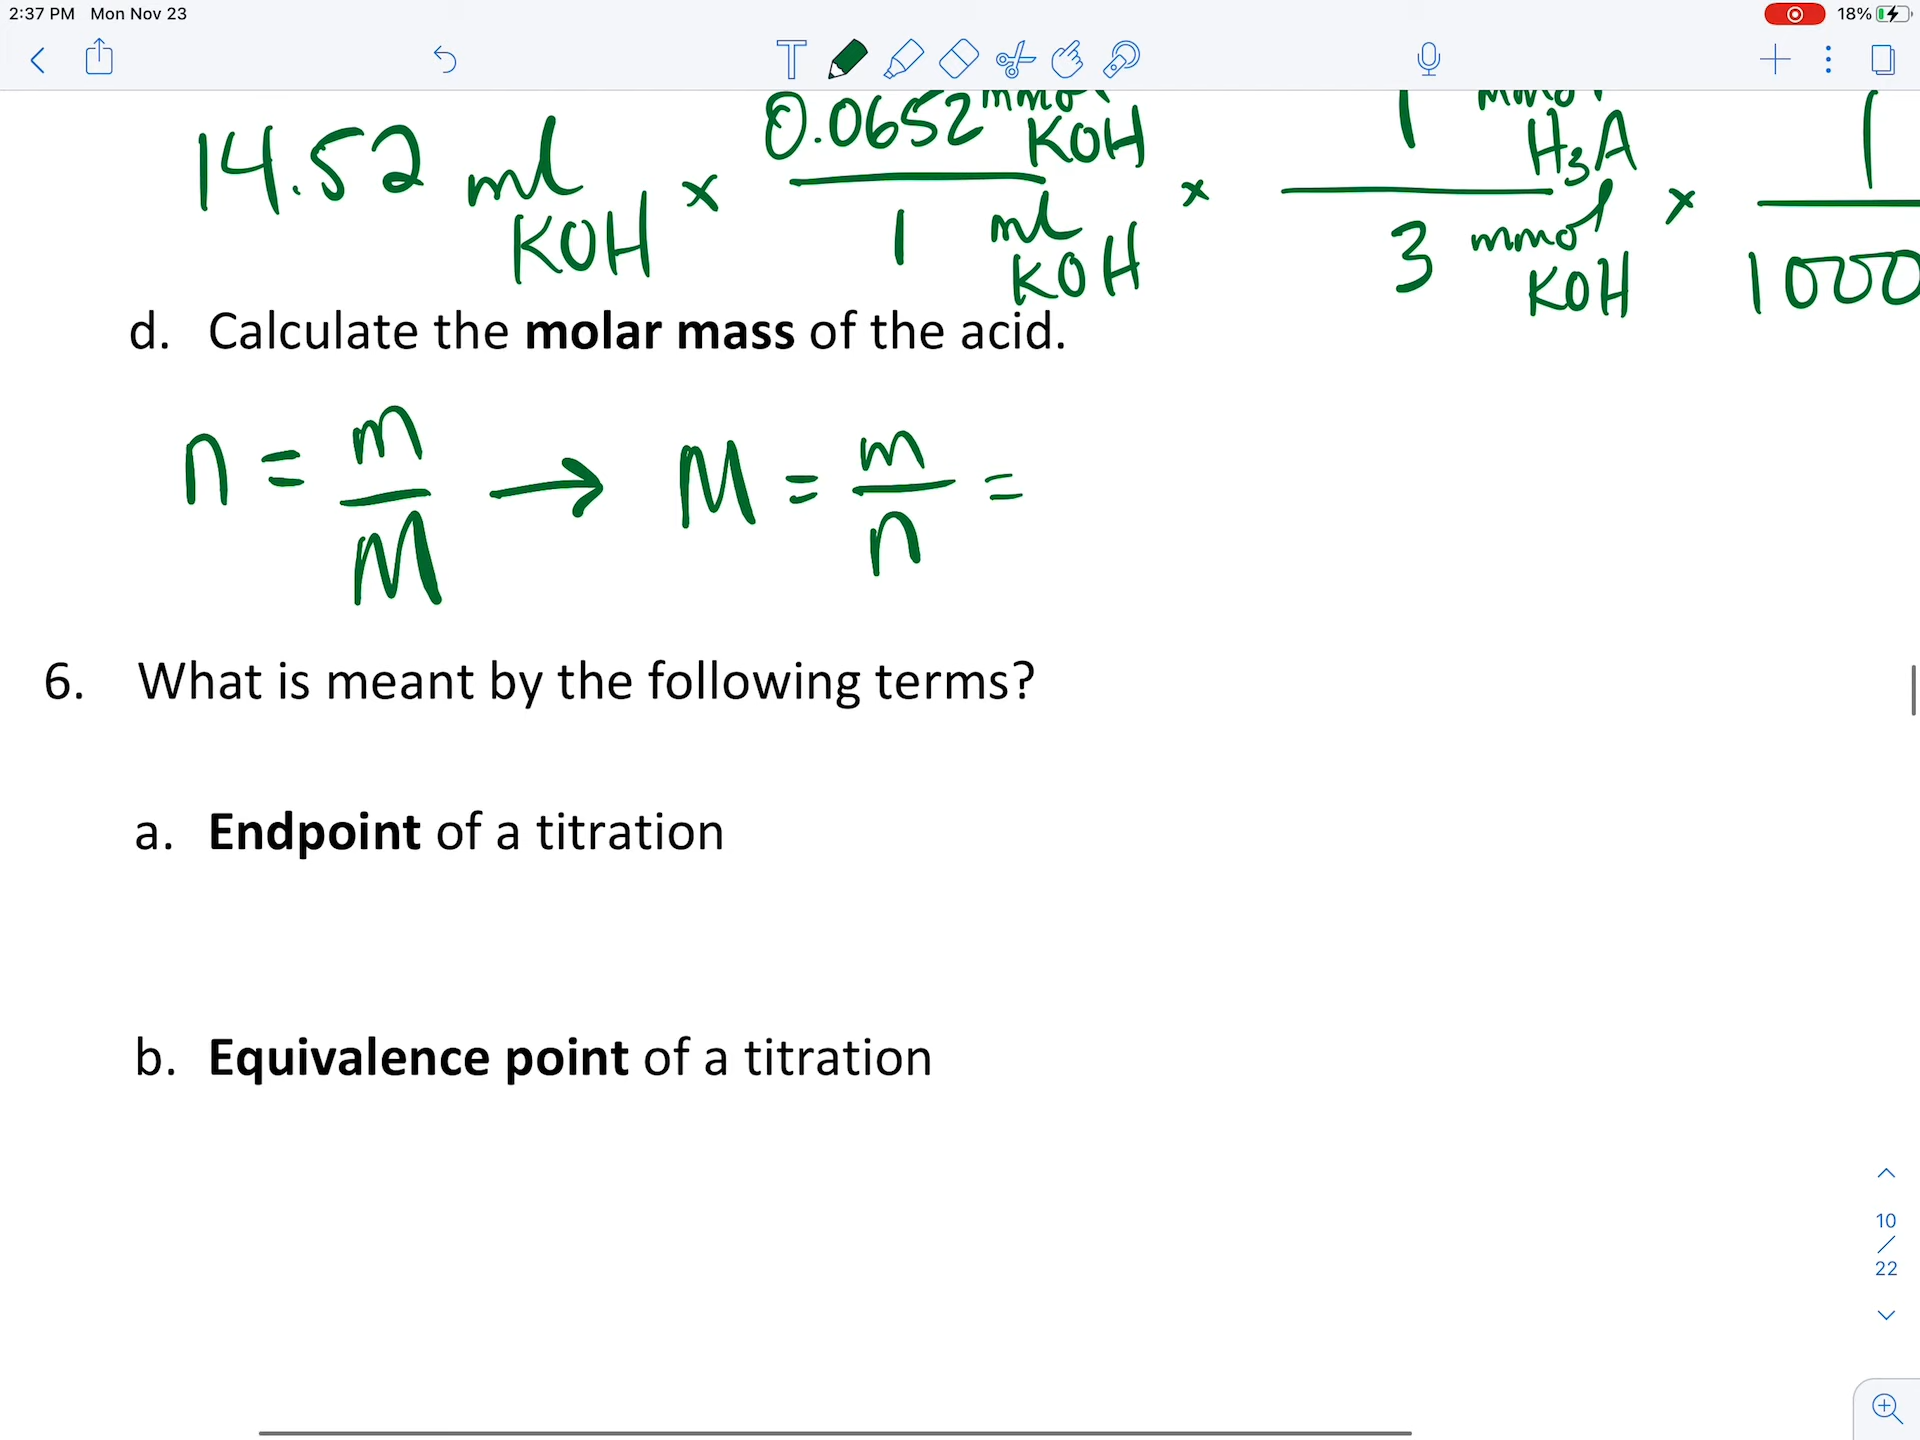 2:37 PM Mon Nov 23
18%
14.52 ml KOH × 0.0652 mmol KOH / 1 ml KOH × 1 mmol H₃A / 3 mmol KOH × 1 / 1000
d. Calculate the molar mass of the acid.
n = m / M → M = m / n =
6. What is meant by the following terms?
a. Endpoint of a titration
b. Equivalence point of a titration
10
/
22